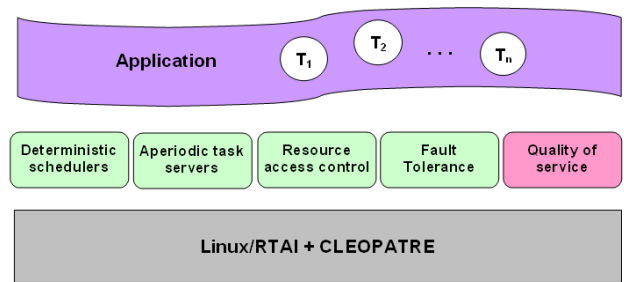 Application
T1
T2
. . .
Tn
Deterministic
schedulers
Aperiodic task
servers
Resource
access control
Fault
Tolerance
Quality of
service
Linux/RTAI + CLEOPATRE